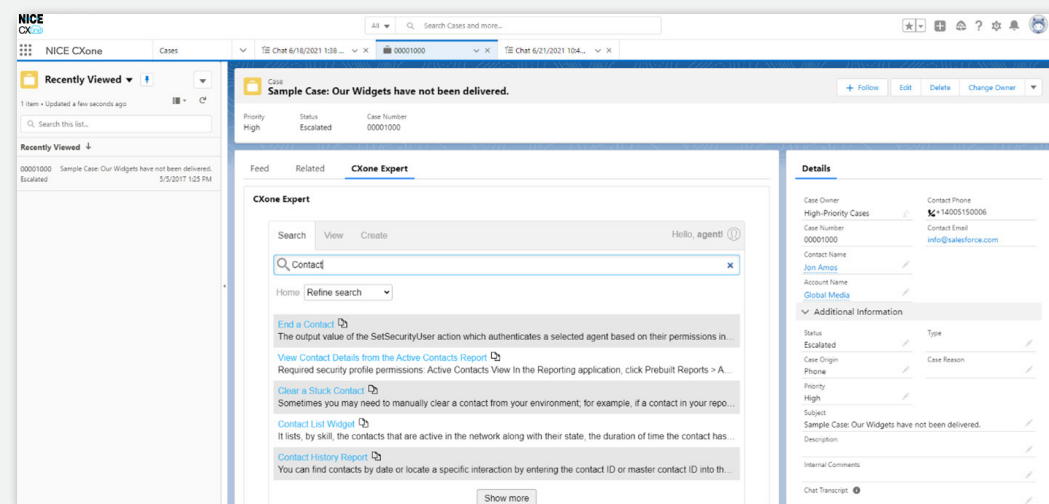 NICE
CXone
All
Search Cases and more...
NICE CXone
Cases
Chat 6/18/2021 1:38 ...
00001000
Chat 6/21/2021 10:4...
Recently Viewed
1 item • Updated a few seconds ago
Search this list...
Recently Viewed ↓
00001000 Sample Case: Our Widgets have not been delivered.
Escalated 5/5/2017 1:25 PM
Case
Sample Case: Our Widgets have not been delivered.
+ Follow
Edit
Delete
Change Owner
Priority Status Case Number
High Escalated 00001000
Feed Related CXone Expert
CXone Expert
Search View Create
Hello, agent!
Contact
Home Refine search
End a Contact
The output value of the SetSecurityUser action which authenticates a selected agent based on their permissions in...
View Contact Details from the Active Contacts Report
Required security profile permissions: Active Contacts View In the Reporting application, click Prebuilt Reports > A...
Clear a Stuck Contact
Sometimes you may need to manually clear a contact from your environment; for example, if a contact in your repo...
Contact List Widget
It lists, by skill, the contacts that are active in the network along with their state, the duration of time the contact has...
Contact History Report
You can find contacts by date or locate a specific interaction by entering the contact ID or master contact ID into th...
Show more
Details
Case Owner Contact Phone
High-Priority Cases +14005150006
Case Number Contact Email
00001000 info@salesforce.com
Contact Name
Jon Amos
Account Name
Global Media
Additional Information
Status Type
Escalated
Case Origin Case Reason
Phone
Priority
High
Subject
Sample Case: Our Widgets have not been delivered.
Description
Internal Comments
Chat Transcript